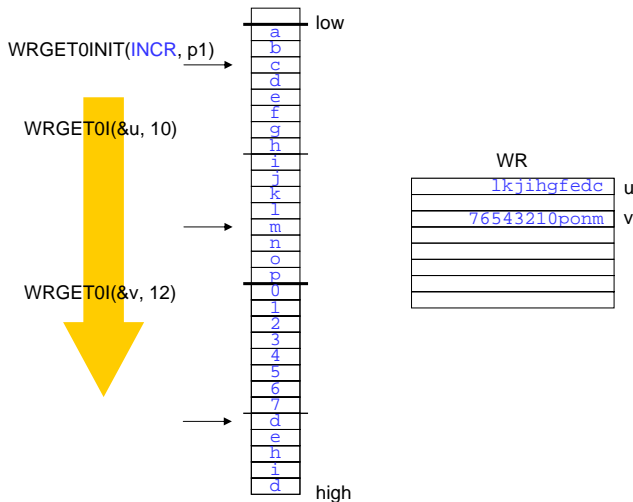 low
WRGET0INIT(INCR, p1)
WRGET0I(&u, 10)
WRGET0I(&v, 12)
a
b
c
d
e
f
g
h
i
j
k
l
m
n
o
p
0
1
2
3
4
5
6
7
d
e
h
i
d
high
WR
lkjihgfedc u
76543210ponm v